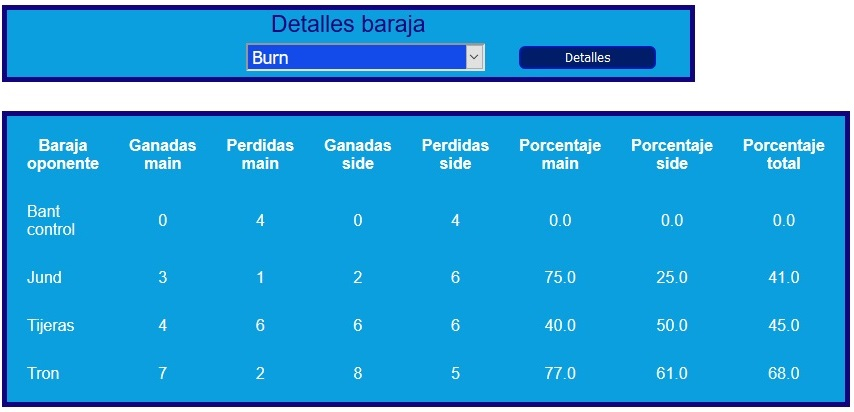 Detalles baraja
Burn
Detalles
Baraja oponente Ganadas main Perdidas main Ganadas side Perdidas side Porcentaje main Porcentaje side Porcentaje total
Bant control 0 4 0 4 0.0 0.0 0.0
Jund 3 1 2 6 75.0 25.0 41.0
Tijeras 4 6 6 6 40.0 50.0 45.0
Tron 7 2 8 5 77.0 61.0 68.0